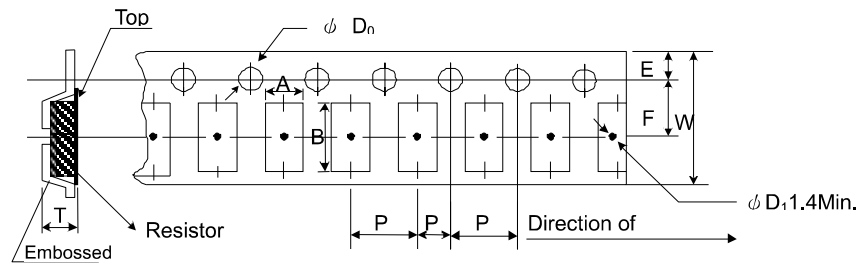 Top
ϕ D₀
E
A
F
W
B
T
P
P
P
Direction of
ϕ D₁1.4Min.
Resistor
Embossed